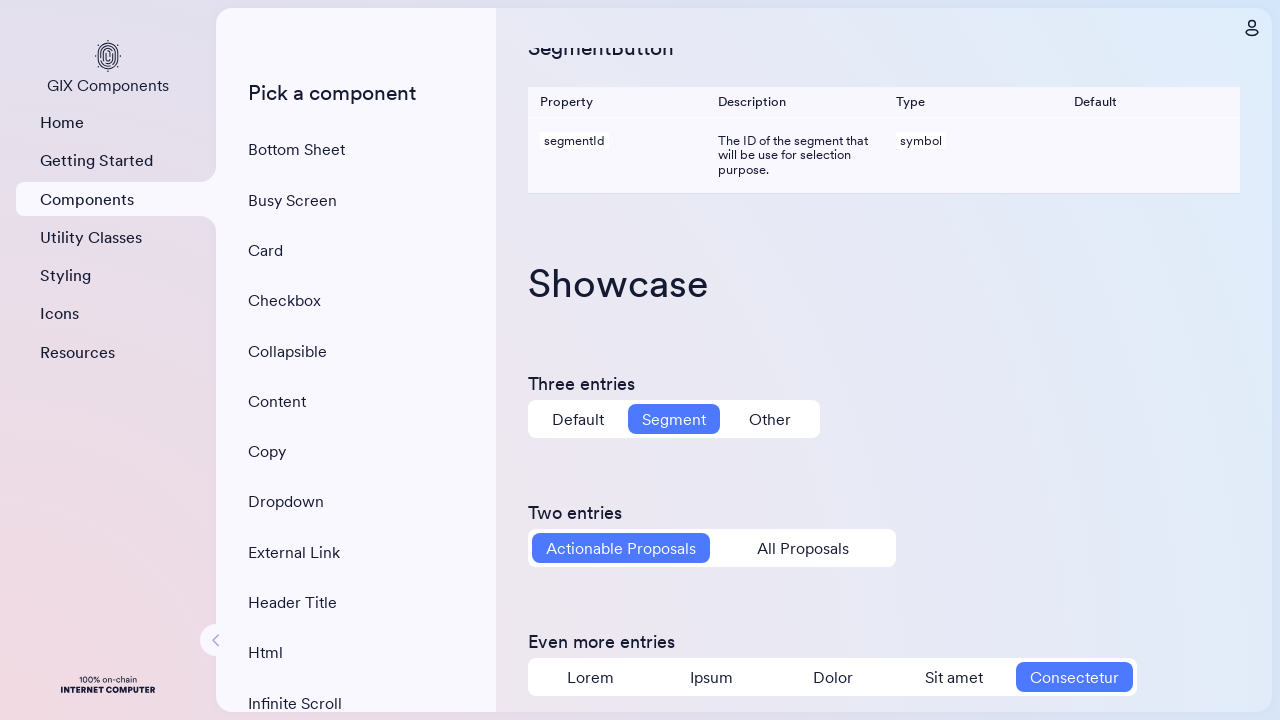 GIX Components
Home
Getting Started
Components
Utility Classes
Styling
Icons
Resources
100% on-chain
INTERNET COMPUTER
Pick a component
Bottom Sheet
Busy Screen
Card
Checkbox
Collapsible
Content
Copy
Dropdown
External Link
Header Title
Html
Infinite Scroll
SegmentButton
Property Description Type Default
segmentId The ID of the segment that symbol
will be use for selection
purpose.
Showcase
Three entries
Default Segment Other
Two entries
Actionable Proposals All Proposals
Even more entries
Lorem Ipsum Dolor Sit amet Consectetur